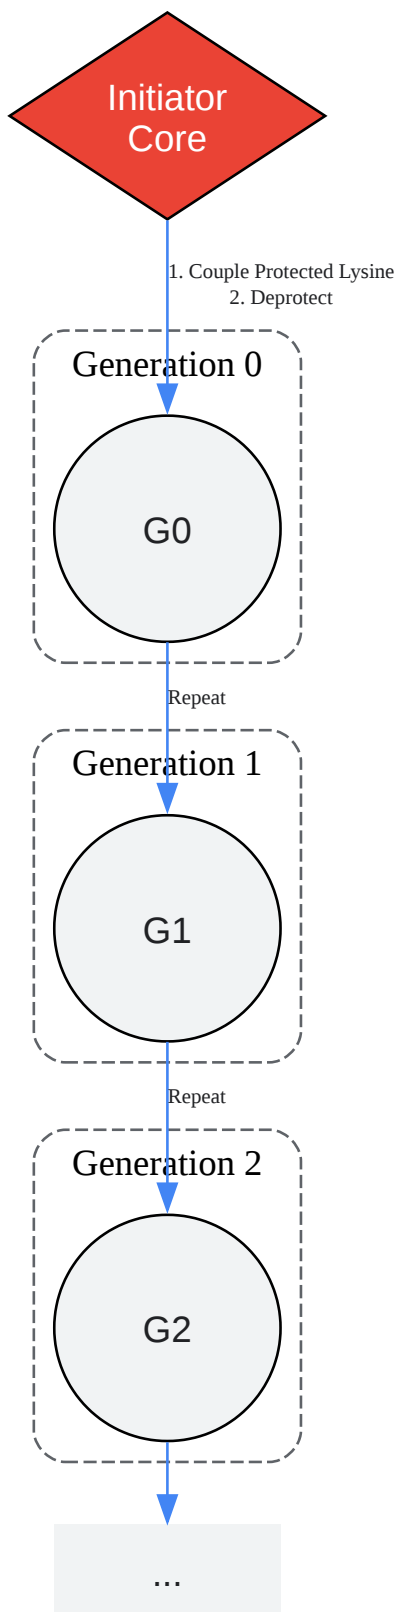 Initiator
Core
1. Couple Protected Lysine
2. Deprotect
Generation 0
G0
Repeat
Generation 1
G1
Repeat
Generation 2
G2
...